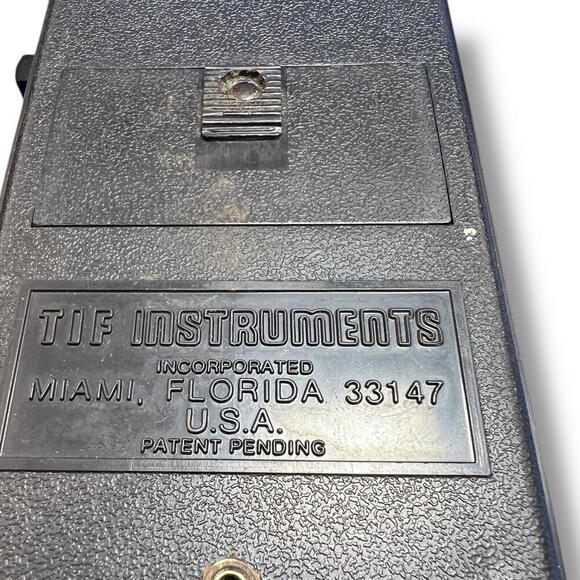 TIF INSTRUMENTS
INCORPORATED
MIAMI, FLORIDA 33147
U.S.A.
PATENT PENDING